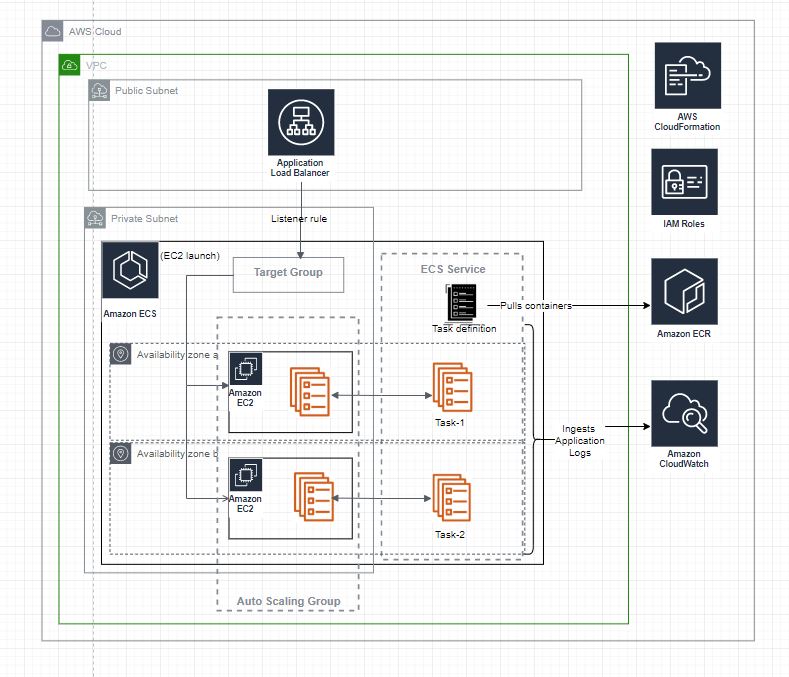 AWS Cloud
VPC
Public Subnet
Application
Load Balancer
AWS
CloudFormation
IAM Roles
Private Subnet
Listener rule
(EC2 launch)
Target Group
ECS Service
Amazon ECS
Pulls containers
Task definition
Amazon ECR
Availability zone a
Amazon
EC2
Task-1
Ingests
Application
Logs
Amazon
CloudWatch
Availability zone b
Amazon
EC2
Task-2
Auto Scaling Group